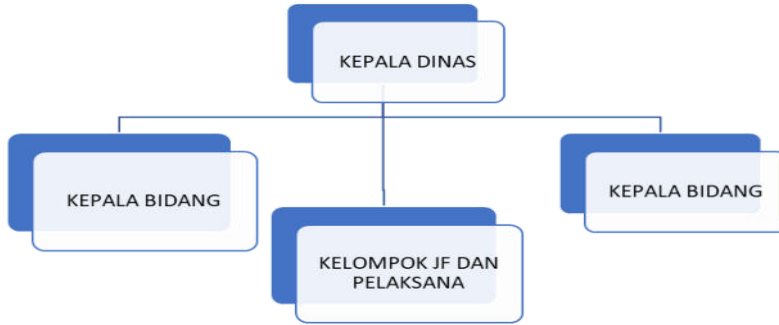 KEPALA DINAS
KEPALA BIDANG
KEPALA BIDANG
KELOMPOK JF DAN
PELAKSANA